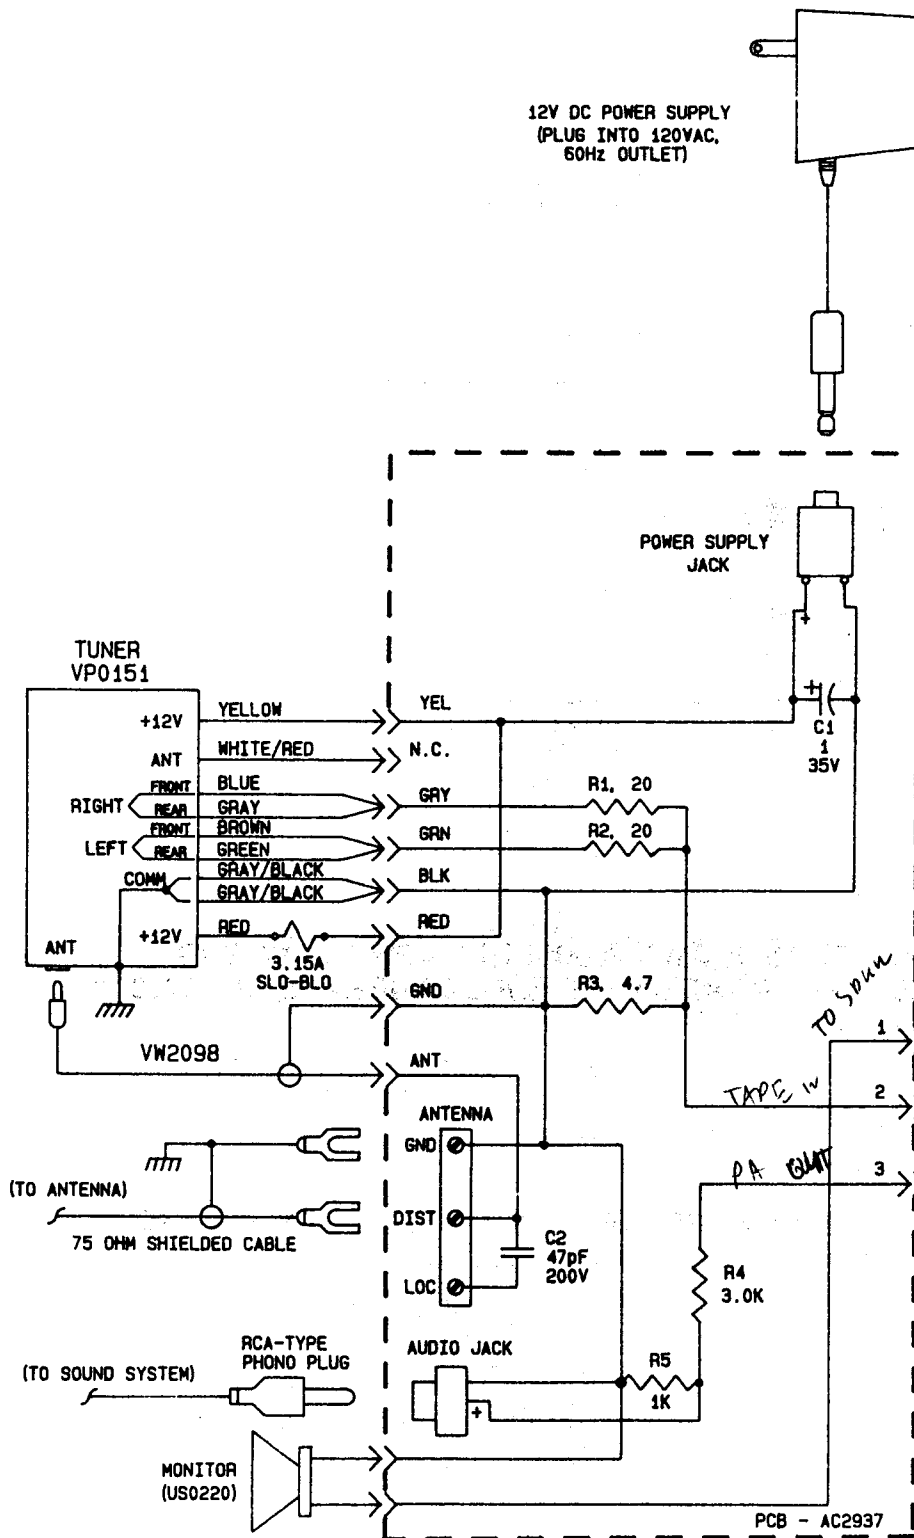 12V DC POWER SUPPLY
(PLUG INTO 120VAC,
60Hz OUTLET)
POWER SUPPLY
JACK
+
+
C1
1
35V
TUNER
VP0151
+12V
YELLOW
YEL
ANT
WHITE/RED
N.C.
RIGHT
FRONT
BLUE
REAR
GRAY
GRY
R1, 20
LEFT
FRONT
BROWN
REAR
GREEN
GRN
R2, 20
COMM
GRAY/BLACK
GRAY/BLACK
BLK
+12V
RED
RED
3.15A
SLO-BLO
ANT
GND
R3, 4.7
VW2098
ANT
TO
1
TAPE IN
2
PA
3
ANTENNA
GND
DIST
LOC
(TO ANTENNA)
75 OHM SHIELDED CABLE
C2
47pF
200V
R4
3.0K
RCA-TYPE
PHONO PLUG
AUDIO JACK
(TO SOUND SYSTEM)
+
R5
1K
MONITOR
(US0220)
PCB - AC2937